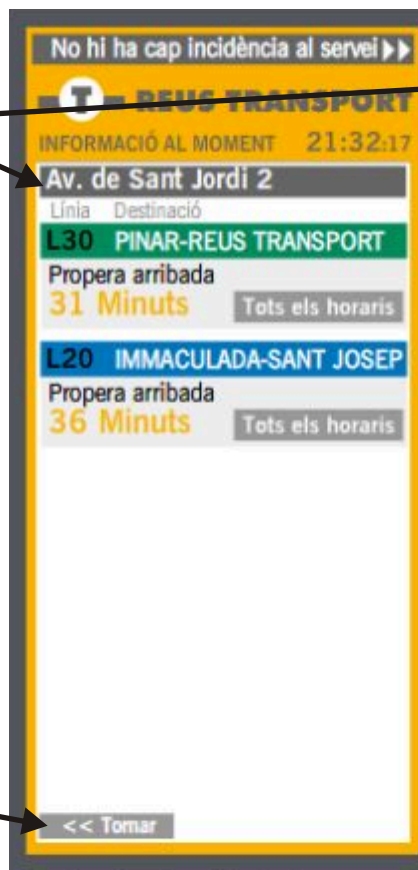 No hi ha cap incidència al servei
T REUS TRANSPORT
INFORMACIÓ AL MOMENT 21:32:17
Av. de Sant Jordi 2
Línia Destinació
L30 PINAR-REUS TRANSPORT
Propera arribada
31 Minuts Tots els horaris
L20 IMMACULADA-SANT JOSEP
Propera arribada
36 Minuts Tots els horaris
<< Tornar